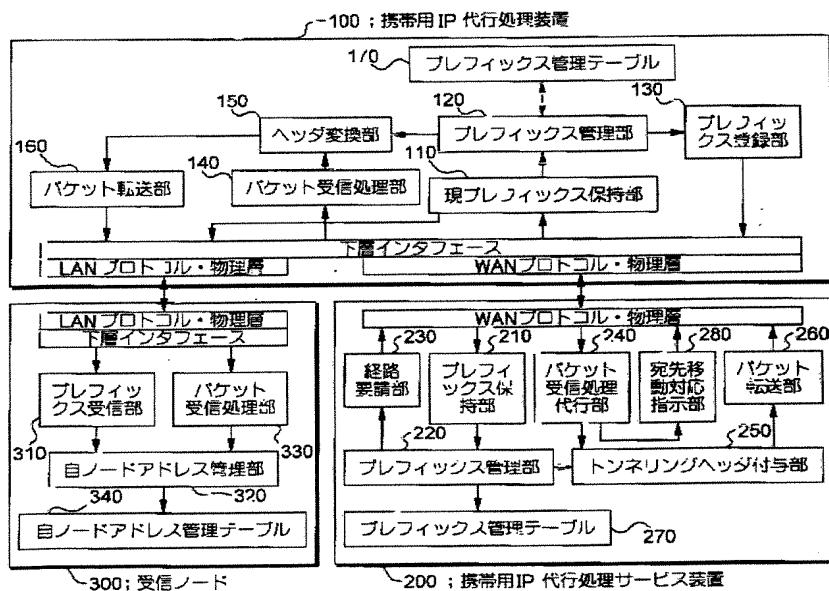 100 ; 携帯用IP 代行処理装置
170
プレフィックス管理テーブル
150
120
130
160
ヘッダ変換部
プレフィックス管理部
プレフィ
ックス登録部
140
110
パケット転送部
パケット受信処理部
現プレフィックス保持部
下層インタフェース
LANプロトコル・物理層
WANプロトコル・物理層
LANプロトコル・物理層
下層インタフェース
プレフィッ
クス受信部
パケット
受信処理部
310
330
自ノードアドレス管理部
340
320
自ノードアドレス管理テーブル
300; 受信ノード
WANプロトコル・物理層
230
210
240
280
260
経路
要請部
プレフィ
ックス保
持部
パケット
受信処理
代行部
宛先移
動対応
指示部
パケット
転送部
220
250
プレフィックス管理部
トンネリングヘッダ付与部
プレフィックス管理テーブル
270
200 ; 携帯用IP 代行処理サービス装置